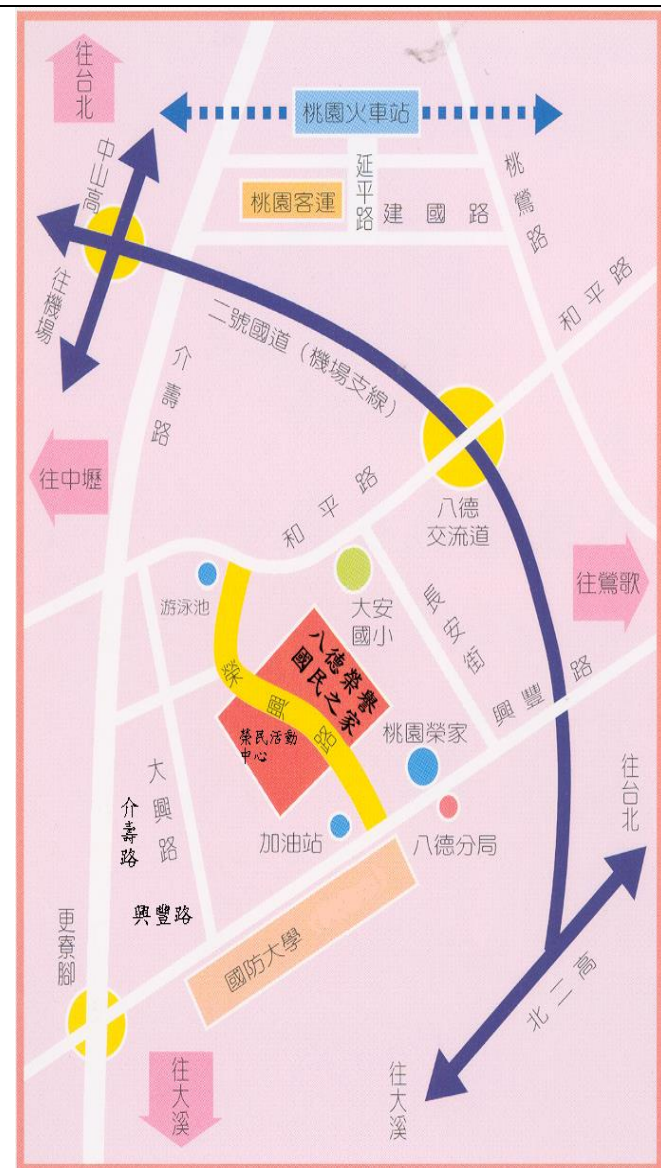 往台北
桃園火車站
中山高
延平路
桃鶯路
桃園客運
建國路
往機場
和平路
二號國道（機場支線）
介壽路
往中壢
和平路
八德
交流道
游泳池
大安
國小
往鶯歌
長安街
八德榮譽
國民之家
榮興路
興豐路
榮民活動
中心
桃園榮家
大興路
介壽路
往台北
加油站
八德分局
更寮腳
興豐路
國防大學
北二高
往大溪
往大溪